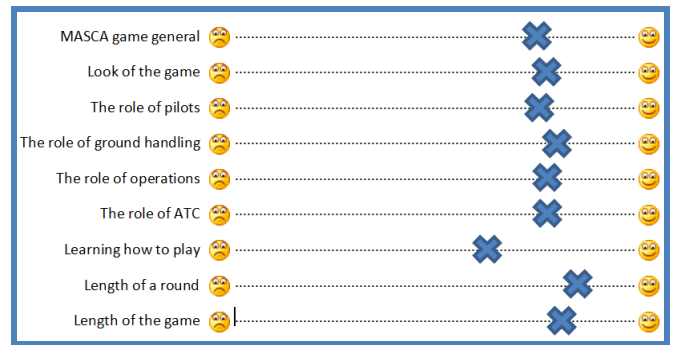 MASCA game general
Look of the game
The role of pilots
The role of ground handling
The role of operations
The role of ATC
Learning how to play
Length of a round
Length of the game